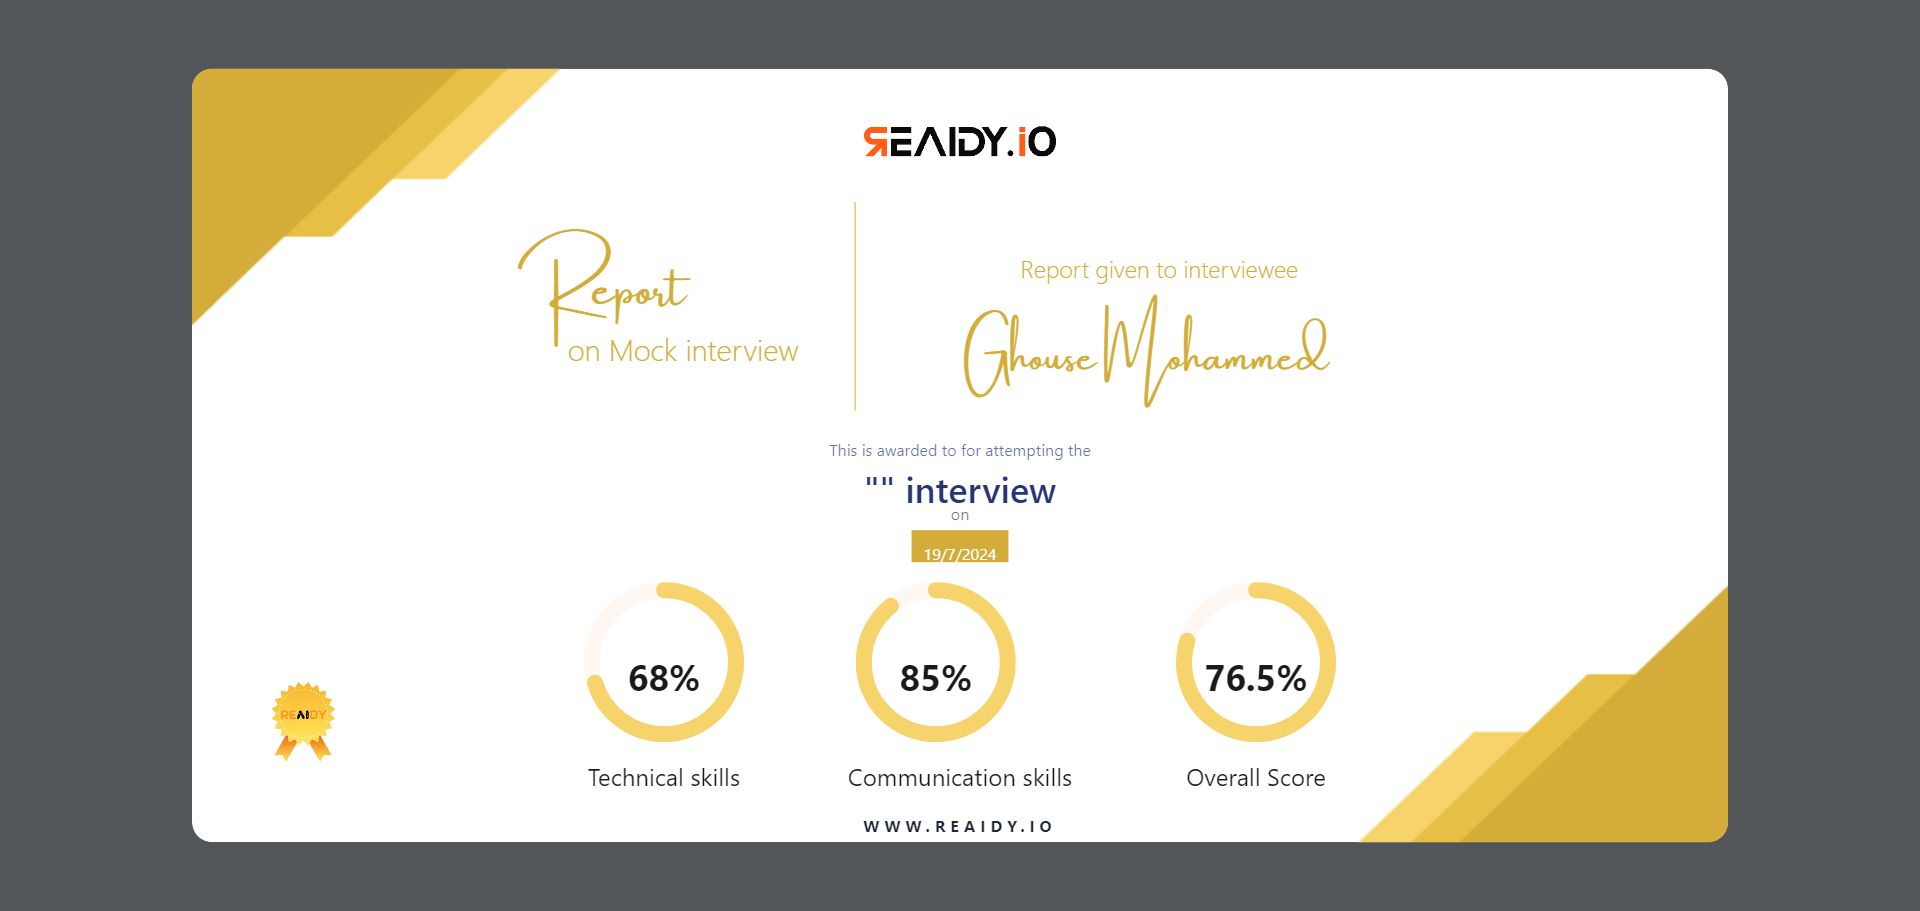 REAIDY.iO
Report
on Mock interview
Report given to interviewee
Ghouse Mohammed
This is awarded to for attempting the
"" interview
on
19/7/2024
68%
85%
76.5%
REAIDY
Technical skills
Communication skills
Overall Score
WWW.REAIDY.IO